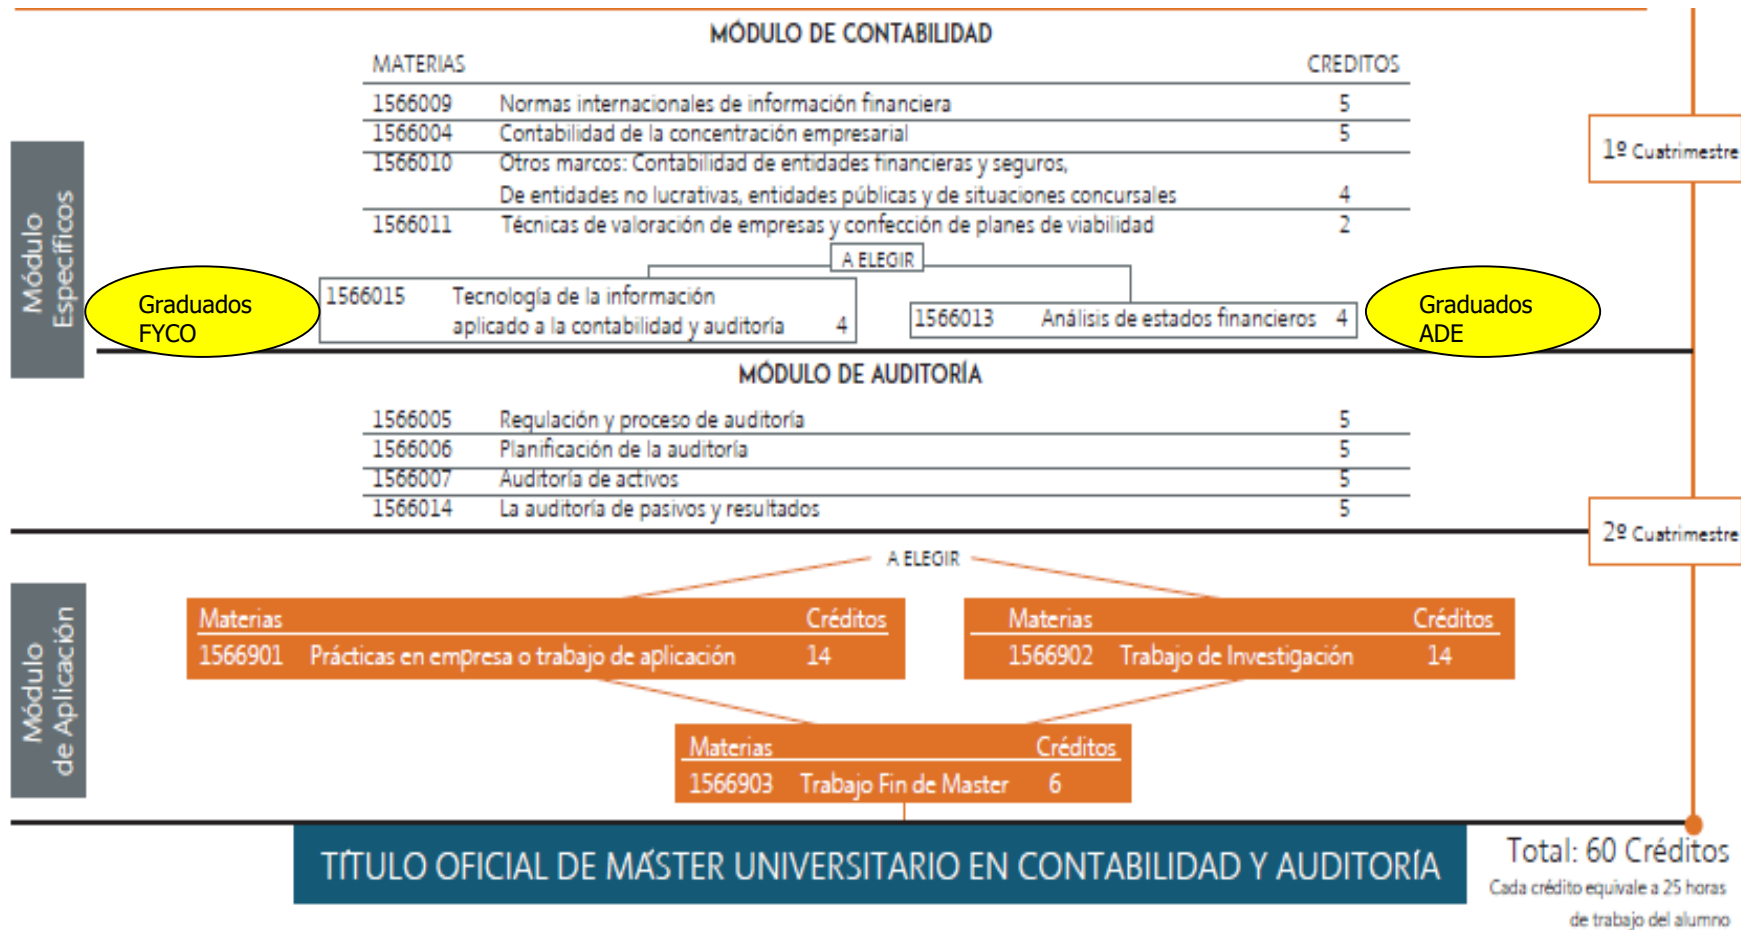 MÓDULO DE CONTABILIDAD
MATERIAS CREDITOS
1566009 Normas internacionales de información financiera 5
1566004 Contabilidad de la concentración empresarial 5
1566010 Otros marcos: Contabilidad de entidades financieras y seguros,
De entidades no lucrativas, entidades públicas y de situaciones concursales 4
1566011 Técnicas de valoración de empresas y confección de planes de viabilidad 2
1º Cuatrimestre
Módulo
Específicos
A ELEGIR
Graduados
FYCO
1566015 Tecnología de la información
aplicado a la contabilidad y auditoría 4
1566013 Análisis de estados financieros 4
Graduados
ADE
MÓDULO DE AUDITORÍA
1566005 Regulación y proceso de auditoría 5
1566006 Planificación de la auditoría 5
1566007 Auditoría de activos 5
1566014 La auditoría de pasivos y resultados 5
2º Cuatrimestre
A ELEGIR
Módulo
de Aplicación
Materias Créditos
1566901 Prácticas en empresa o trabajo de aplicación 14
Materias Créditos
1566902 Trabajo de Investigación 14
Materias Créditos
1566903 Trabajo Fin de Master 6
TÍTULO OFICIAL DE MÁSTER UNIVERSITARIO EN CONTABILIDAD Y AUDITORÍA
Total: 60 Créditos
Cada crédito equivale a 25 horas
de trabajo del alumno